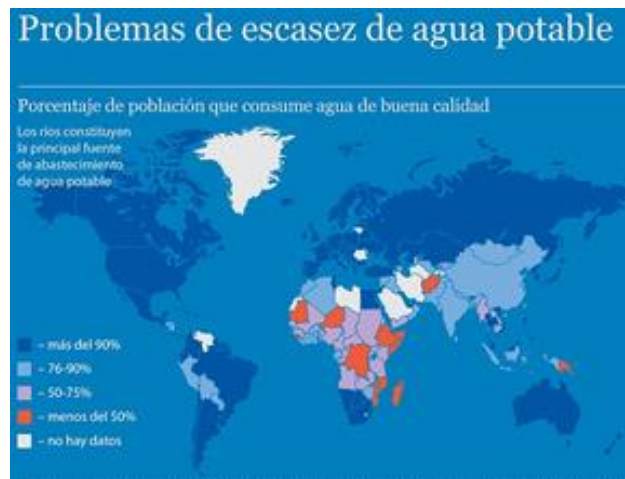 Problemas de escasez de agua potable
Porcentaje de población que consume agua de buena calidad
Los ríos constituyen
la principal fuente
de abastecimiento
de agua potable
– más del 90%
– 76-90%
– 50-75%
– menos del 50%
– no hay datos